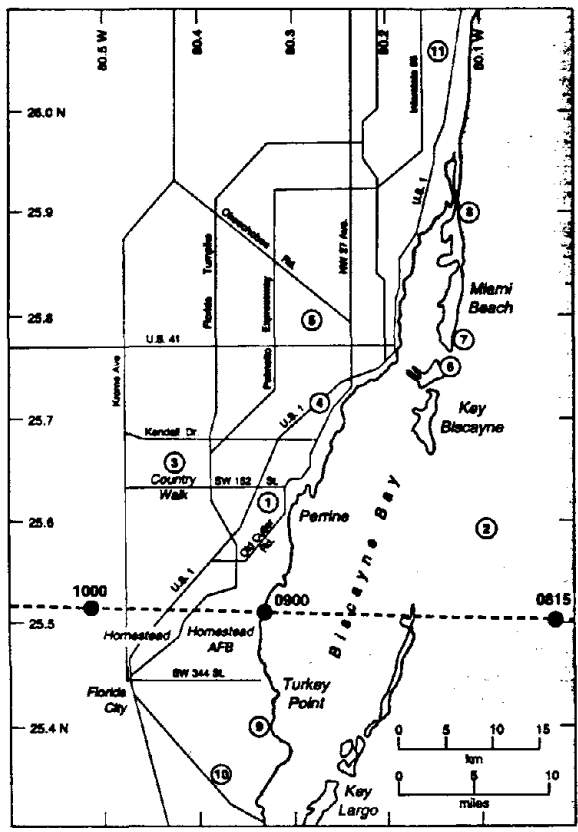 80.5 W
80.4
80.3
80.2
80.1 W
11
Interstate 95
26.0 N
U.S. 1
25.9
Okeechobee
Rd.
NW 27 Ave.
8
Florida Turnpike
Palmetto Expressway
Miami
Beach
25.8
5
Krome Ave
U.S. 41
7
6
4
U.S. 1
Key
Biscayne
25.7
Kendall Dr.
3
Country
Walk
SW 152 St.
1
Perrine
25.6
2
Old Cutler
Rd.
Biscayne Bay
U.S. 1
1000
0900
0815
25.5
Homestead
Homestead
AFB
SW 344 St.
Florida
City
Turkey
Point
25.4 N
9
10
0 5 10 15
km
0 5 10
miles
Key
Largo